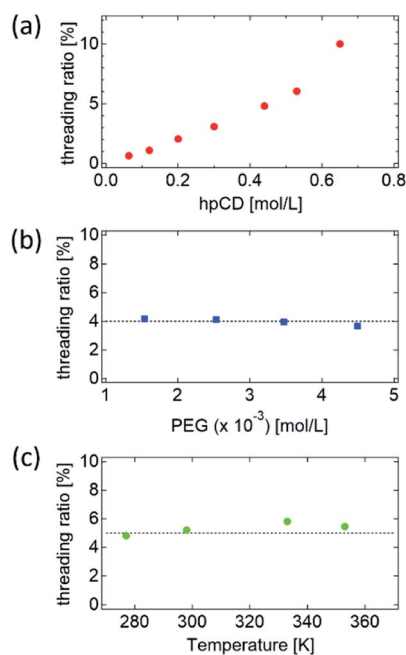 (a)
threading ratio [%]
10
5
0
0.0 0.2 0.4 0.6 0.8
hpCD [mol/L]
(b)
threading ratio [%]
10
8
6
4
2
0
1 2 3 4 5
PEG (x 10⁻³) [mol/L]
(c)
threading ratio [%]
10
8
6
4
2
0
280 300 320 340 360
Temperature [K]